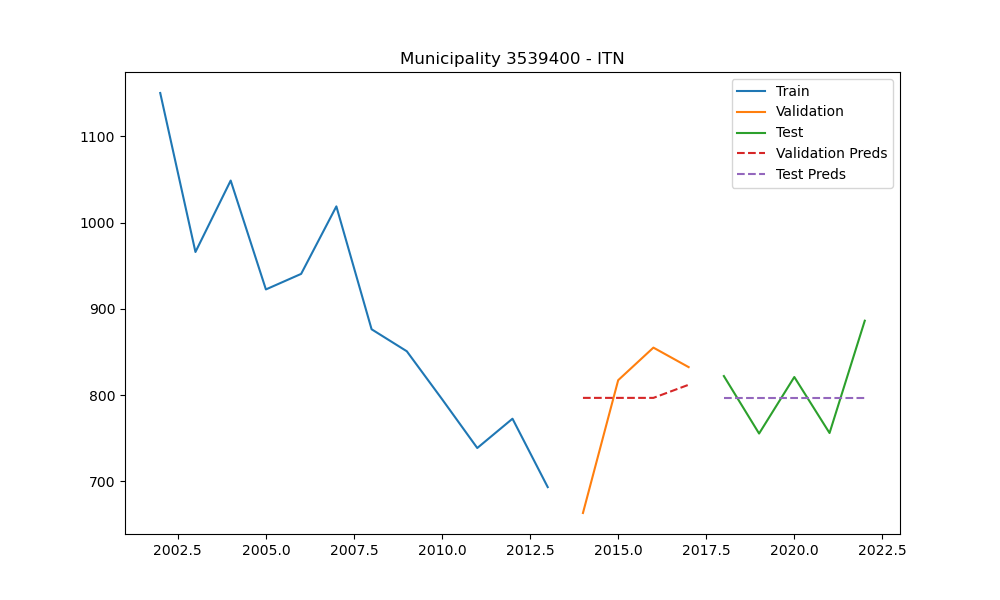 Municipality 3539400 - ITN
Train
Validation
Test
Validation Preds
Test Preds
1100
1000
900
800
700
2002.5 2005.0 2007.5 2010.0 2012.5 2015.0 2017.5 2020.0 2022.5